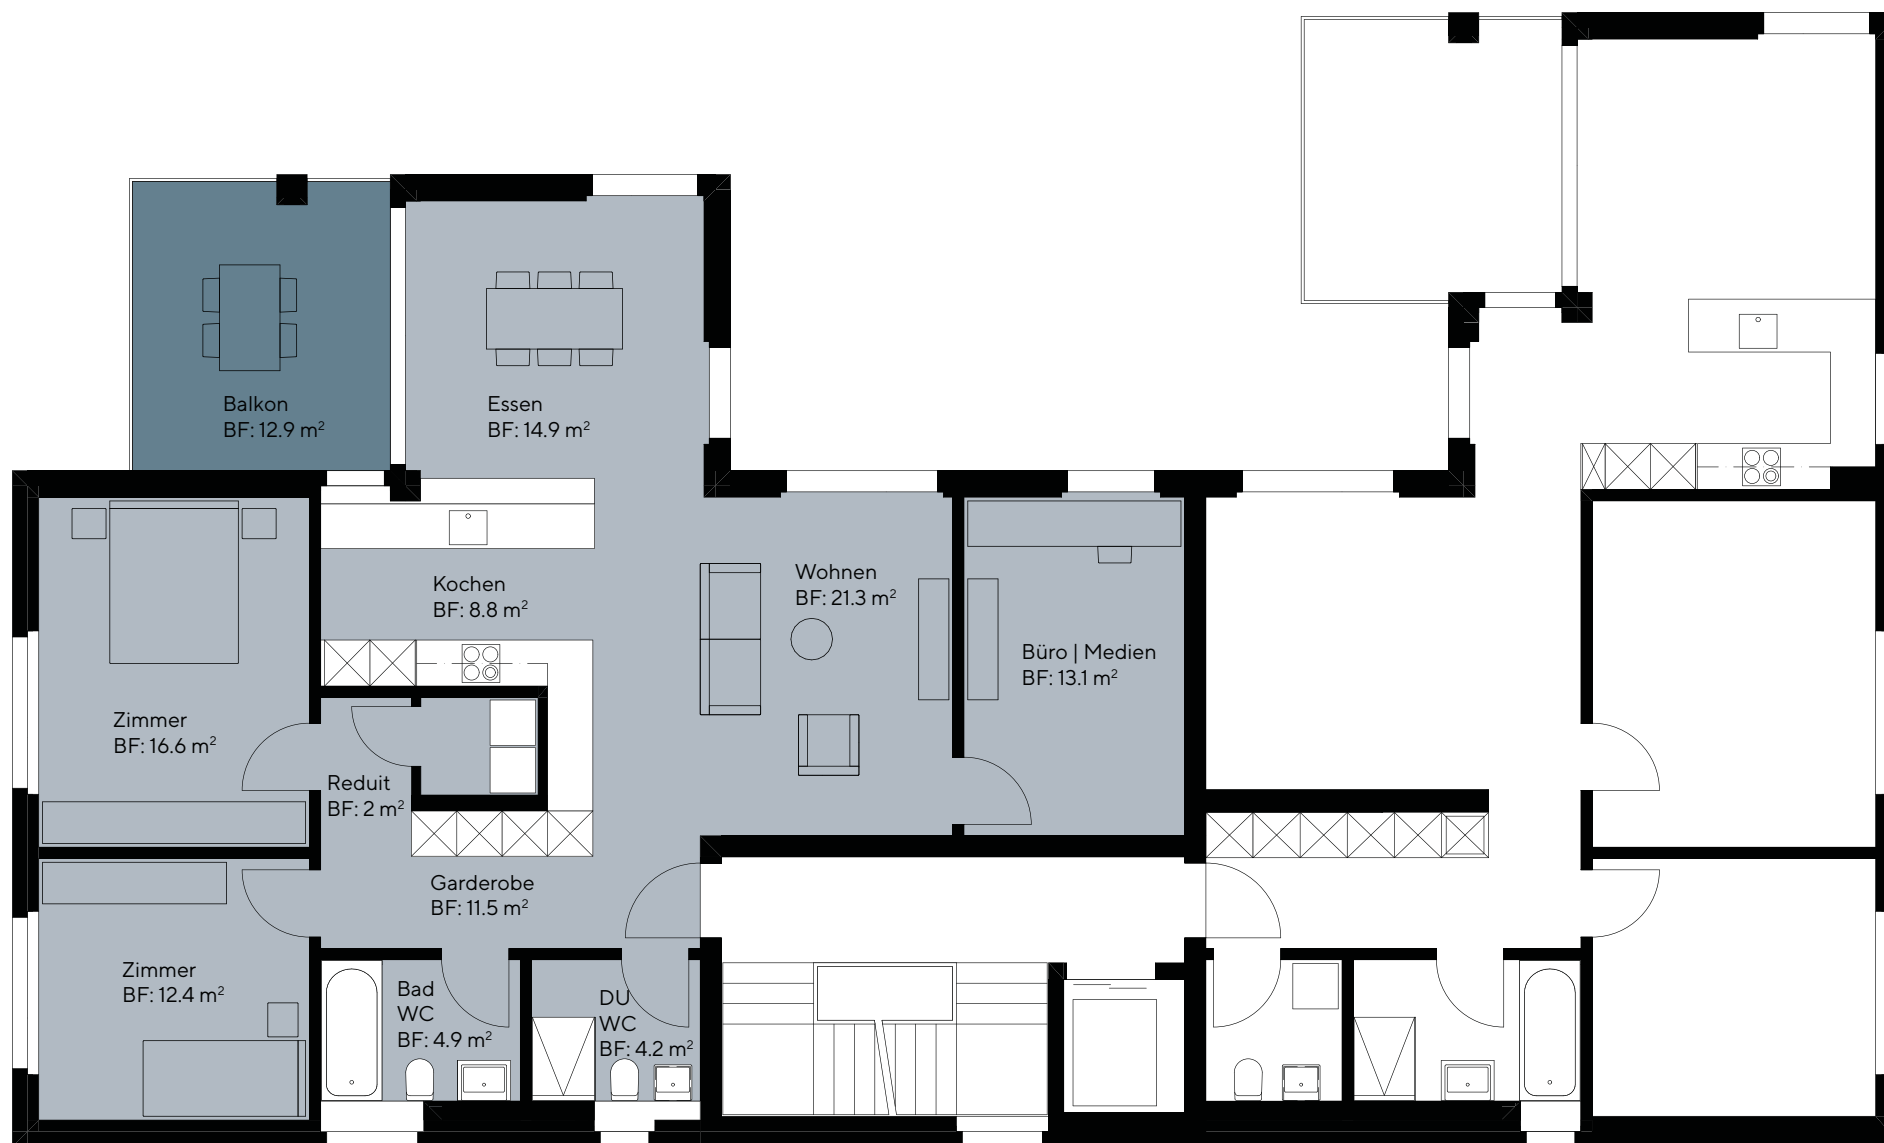 Balkon
BF: 12.9 m²
Essen
BF: 14.9 m²
Kochen
BF: 8.8 m²
Wohnen
BF: 21.3 m²
Büro | Medien
BF: 13.1 m²
Zimmer
BF: 16.6 m²
Reduit
BF: 2 m²
Garderobe
BF: 11.5 m²
Zimmer
BF: 12.4 m²
Bad
WC
BF: 4.9 m²
DU
WC
BF: 4.2 m²